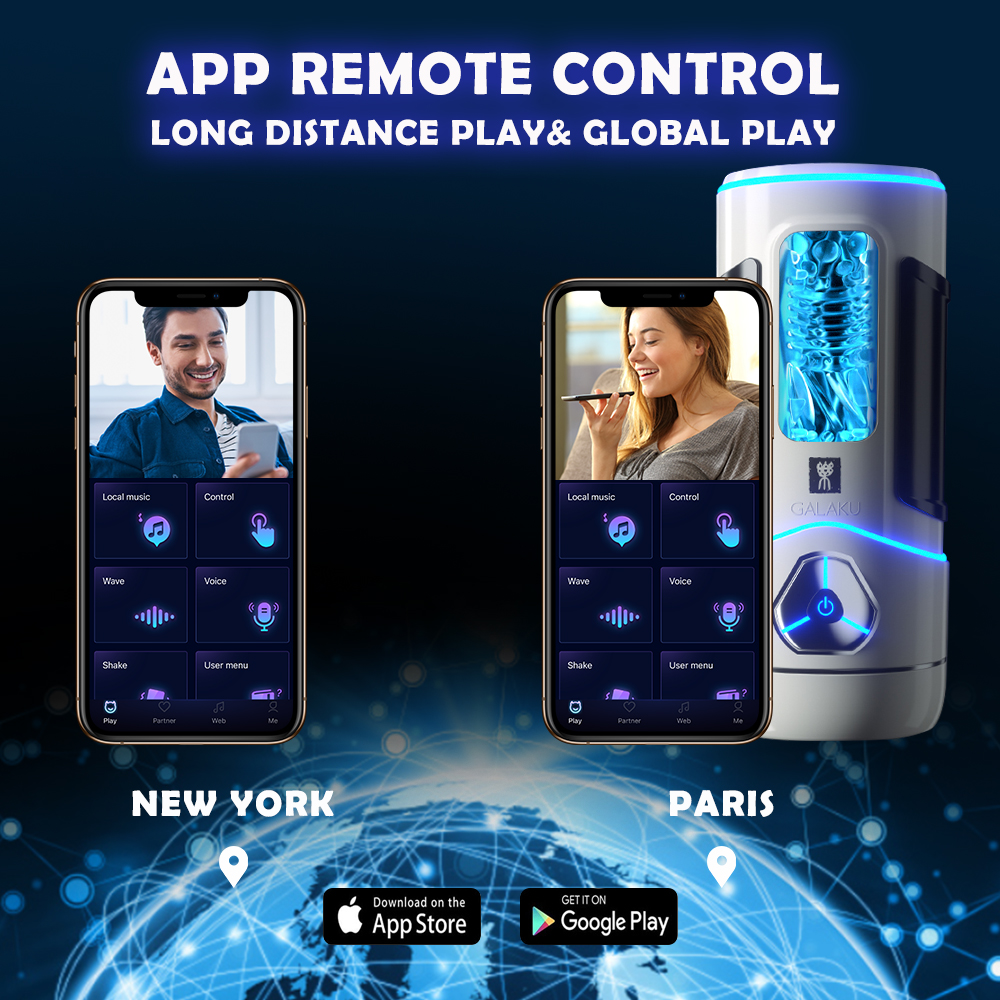 APP REMOTE CONTROL
LONG DISTANCE PLAY& GLOBAL PLAY
Local music
Control
Wave
Voice
Shake
User menu
?
Play
Partner
Web
Me
Local music
Control
Wave
Voice
Shake
User menu
?
Play
Partner
Web
Me
GALAKU
NEW YORK
PARIS
Download on the
App Store
GET IT ON
Google Play